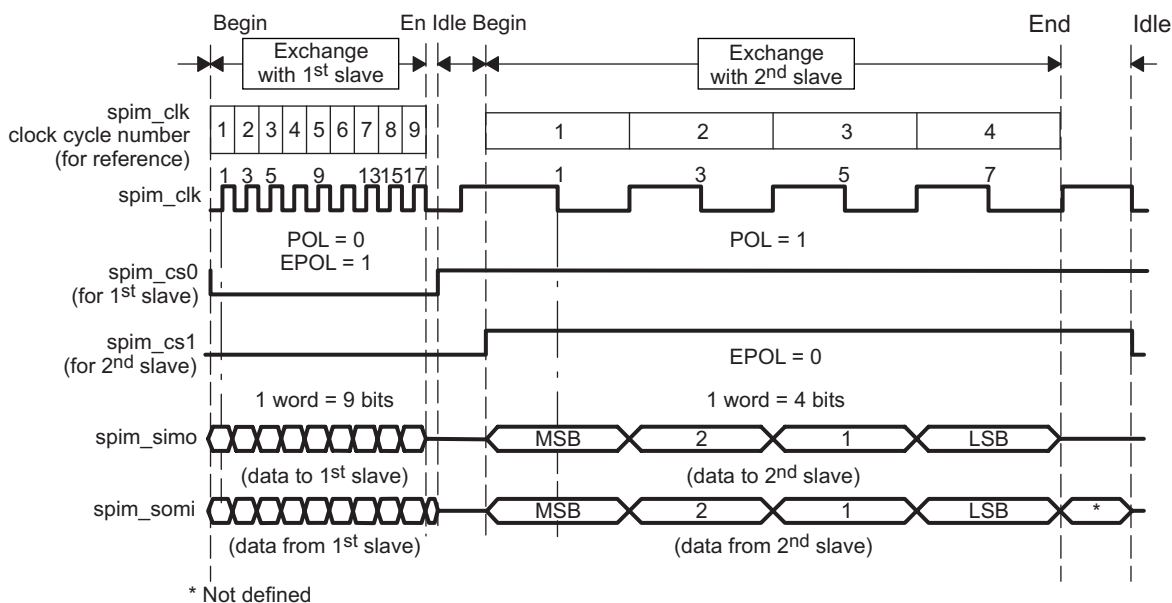 Begin En Idle Begin End Idle
Exchange
with 1st slave
Exchange
with 2nd slave
spim_clk
clock cycle number
(for reference)
1 2 3 4 5 6 7 8 9
1 2 3 4
1 3 5 9 13 15 17
1 3 5 7
spim_clk
POL = 0
EPOL = 1
POL = 1
spim_cs0
(for 1st slave)
spim_cs1
(for 2nd slave)
EPOL = 0
1 word = 9 bits
1 word = 4 bits
spim_simo
MSB 2 1 LSB
(data to 1st slave)
(data to 2nd slave)
spim_somi
MSB 2 1 LSB *
(data from 1st slave)
(data from 2nd slave)
* Not defined